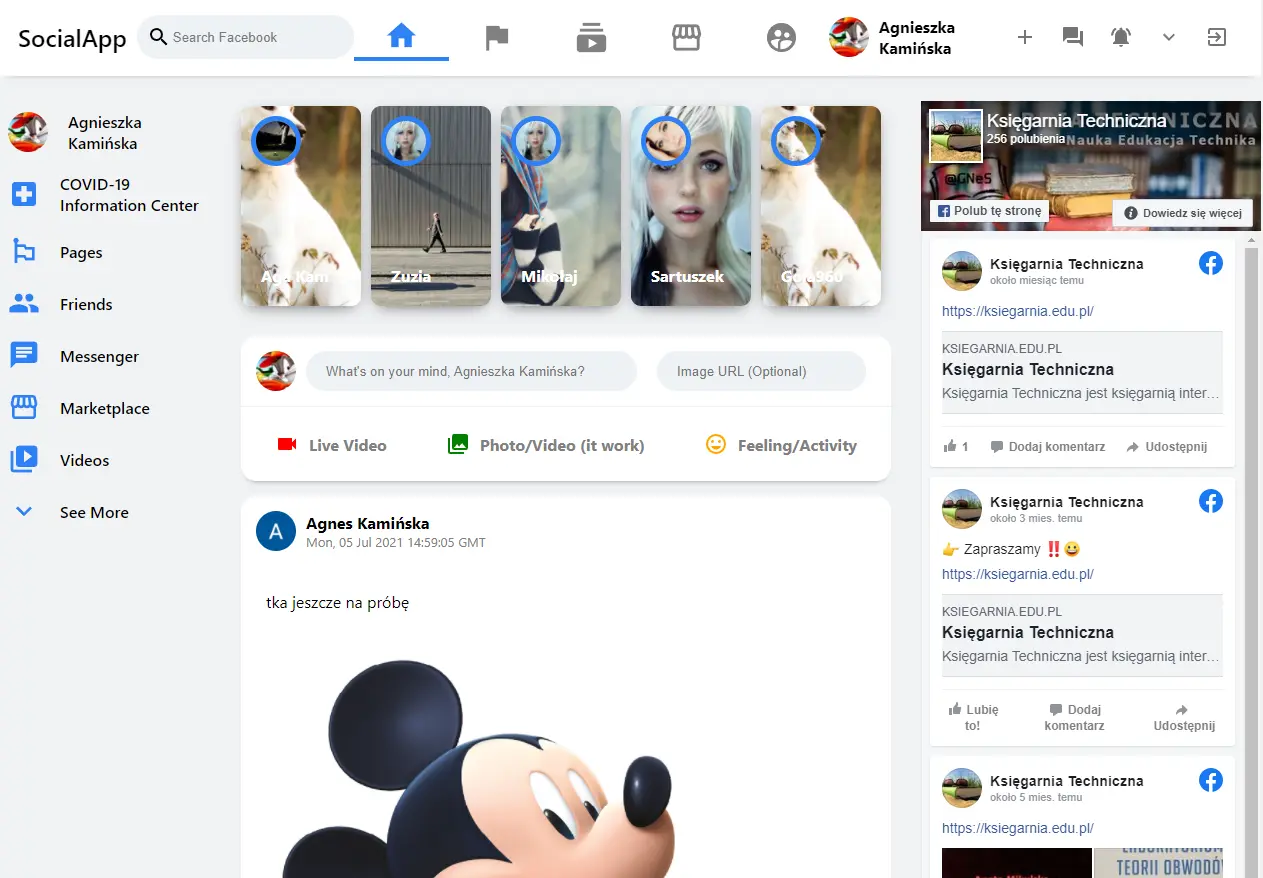 SocialApp
Search Facebook
Agnieszka
Kamińska
Agnieszka
Kamińska
COVID-19
Information Center
Pages
Friends
Messenger
Marketplace
Videos
See More
Aga Kam
Zuzia
Mikołaj
Sartuszek
What's on your mind, Agnieszka Kamińska?
Image URL (Optional)
Live Video
Photo/Video (it work)
Feeling/Activity
A
Agnes Kamińska
Mon, 05 Jul 2021 14:59:05 GMT
tka jeszcze na próbę
Księgarnia Techniczna
256 polubienia
Nauka Edukacja Technika
@GNeS
Polub tę stronę
Dowiedz się więcej
Księgarnia Techniczna
około miesiąc temu
https://ksiegarnia.edu.pl/
KSIEGARNIA.EDU.PL
Księgarnia Techniczna
Księgarnia Techniczna jest księgarnią inter…
1
Dodaj komentarz
Udostępnij
Księgarnia Techniczna
około 3 mies. temu
👉 Zapraszamy ‼️😀
https://ksiegarnia.edu.pl/
KSIEGARNIA.EDU.PL
Księgarnia Techniczna
Księgarnia Techniczna jest księgarnią inter…
Lubię
to!
Dodaj
komentarz
Udostępnij
Księgarnia Techniczna
około 5 mies. temu
https://ksiegarnia.edu.pl/
TEORII OBWODÓW